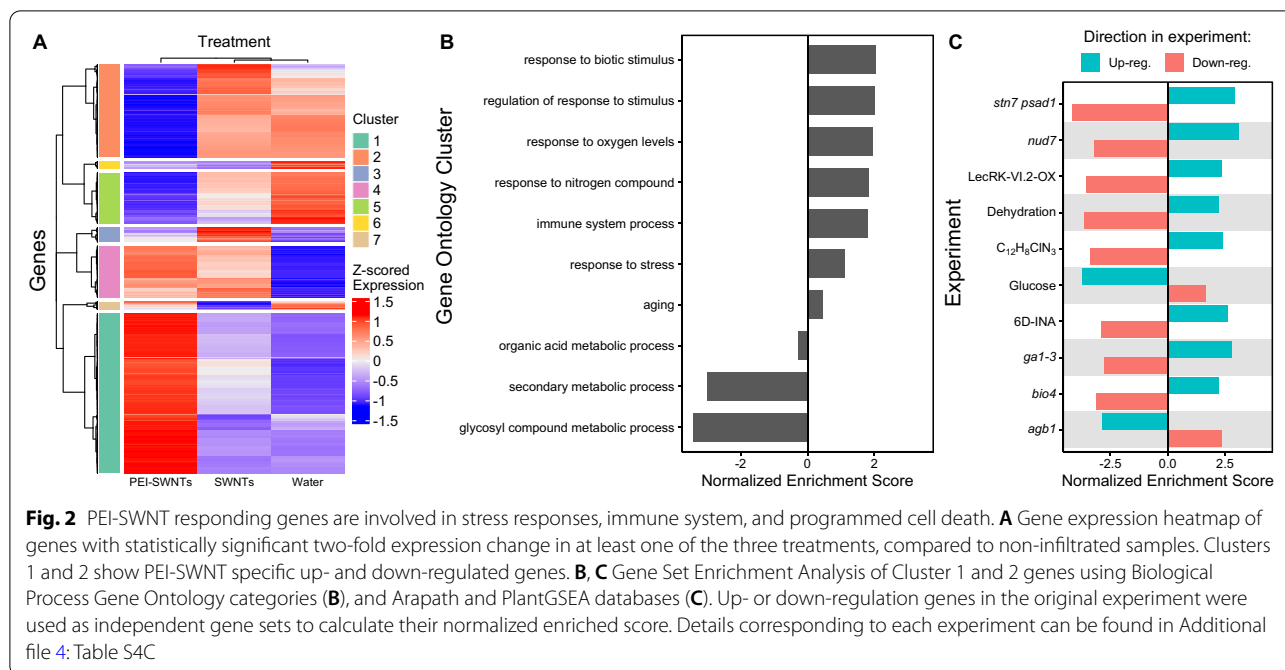 A
Treatment
Genes
Cluster
1
2
3
4
5
6
7
Z-scored
Expression
1.5
1
0.5
0
-0.5
-1
-1.5
PEI-SWNTs SWNTs Water
B
Gene Ontology Cluster
response to biotic stimulus
regulation of response to stimulus
response to oxygen levels
response to nitrogen compound
immune system process
response to stress
aging
organic acid metabolic process
secondary metabolic process
glycosyl compound metabolic process
-2 0 2
Normalized Enrichment Score
C
Direction in experiment:
Up-reg. Down-reg.
Experiment
stn7 psad1
nud7
LecRK-VI.2-OX
Dehydration
C₁₂H₈ClN₃
Glucose
6D-INA
ga1-3
bio4
agb1
-2.5 0.0 2.5
Normalized Enrichment Score
Fig. 2 PEI-SWNT responding genes are involved in stress responses, immune system, and programmed cell death. A Gene expression heatmap of
genes with statistically significant two-fold expression change in at least one of the three treatments, compared to non-infiltrated samples. Clusters
1 and 2 show PEI-SWNT specific up- and down-regulated genes. B, C Gene Set Enrichment Analysis of Cluster 1 and 2 genes using Biological
Process Gene Ontology categories (B), and Arapath and PlantGSEA databases (C). Up- or down-regulation genes in the original experiment were
used as independent gene sets to calculate their normalized enriched score. Details corresponding to each experiment can be found in Additional
file 4: Table S4C